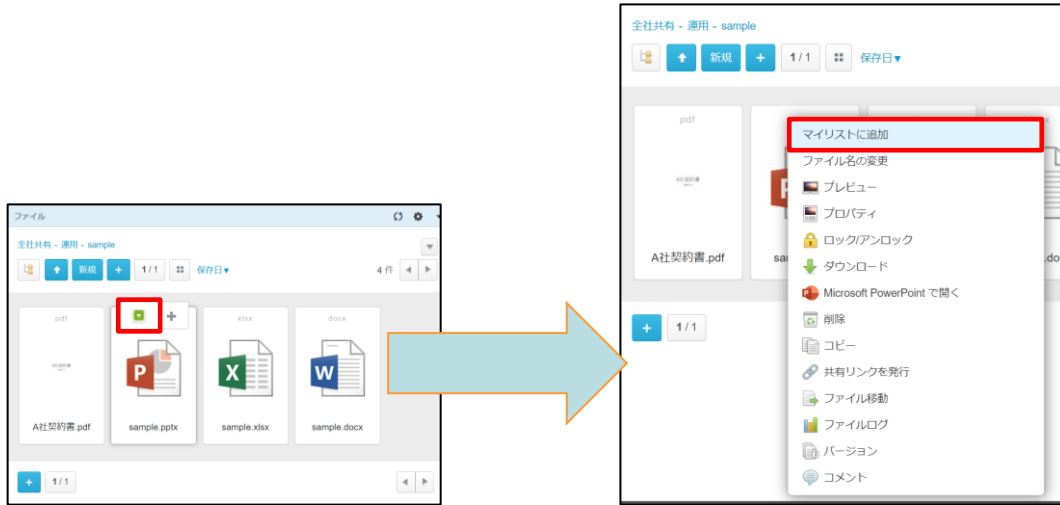 ファイル
全社共有 - 運用 - sample
新規 + 1 / 1 保存日▼ 4 件
pdf xlsx docx
A社契約書.pdf sample.pptx sample.xlsx sample.docx
+ 1 / 1
全社共有 - 運用 - sample
新規 + 1 / 1 保存日▼
pdf
A社契約書
A社契約書.pdf
マイリストに追加
ファイル名の変更
プレビュー
プロパティ
ロック/アンロック
ダウンロード
Microsoft PowerPoint で開く
削除
コピー
共有リンクを発行
ファイル移動
ファイルログ
バージョン
コメント
+ 1 / 1